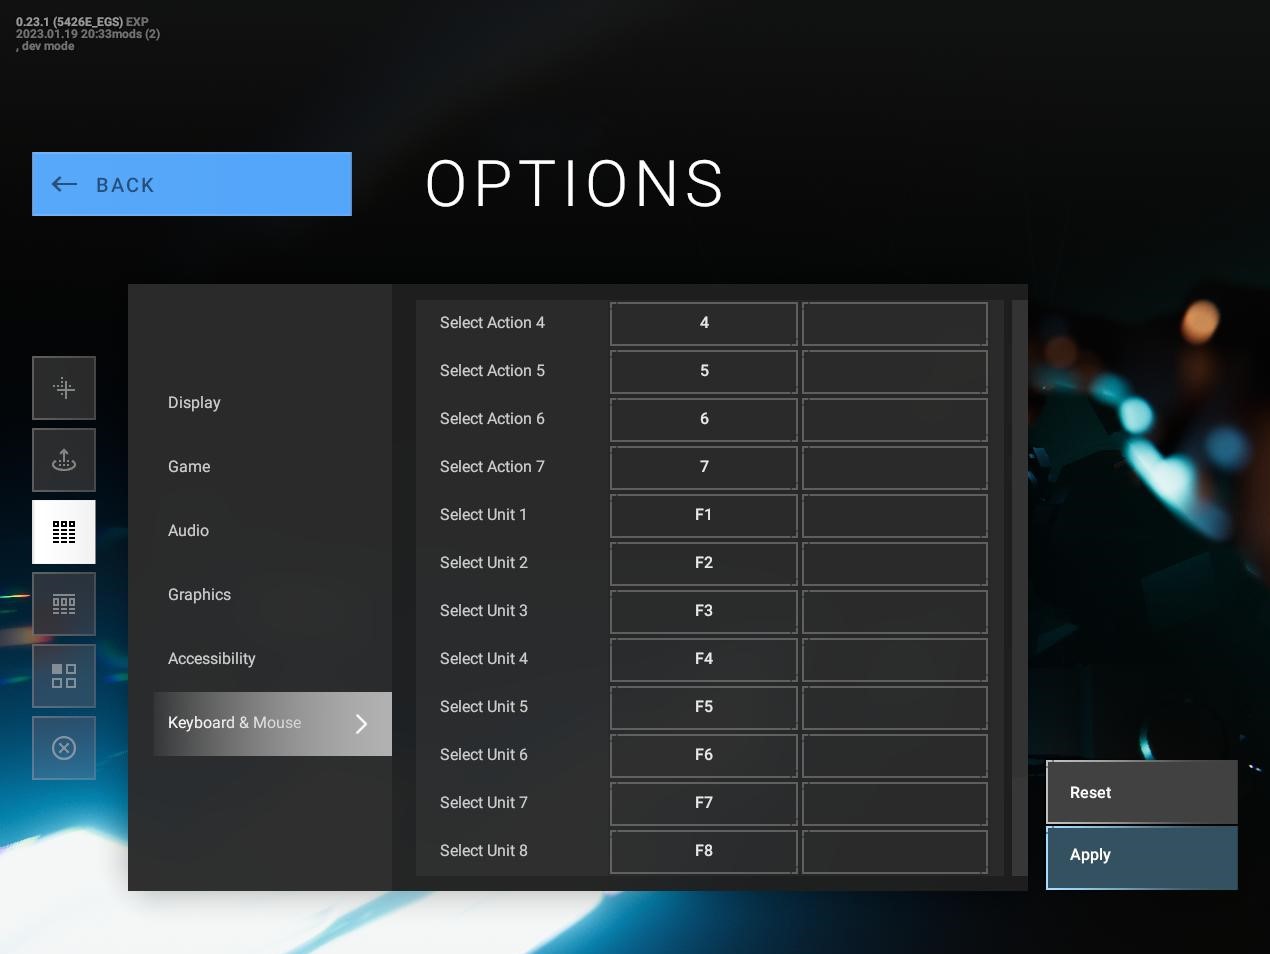 0.23.1 (5426E_EGS) EXP
2023.01.19 20:33mods (2)
, dev mode
BACK
OPTIONS
Display
Game
Audio
Graphics
Accessibility
Keyboard & Mouse
Select Action 4 4
Select Action 5 5
Select Action 6 6
Select Action 7 7
Select Unit 1 F1
Select Unit 2 F2
Select Unit 3 F3
Select Unit 4 F4
Select Unit 5 F5
Select Unit 6 F6
Select Unit 7 F7
Select Unit 8 F8
Reset
Apply